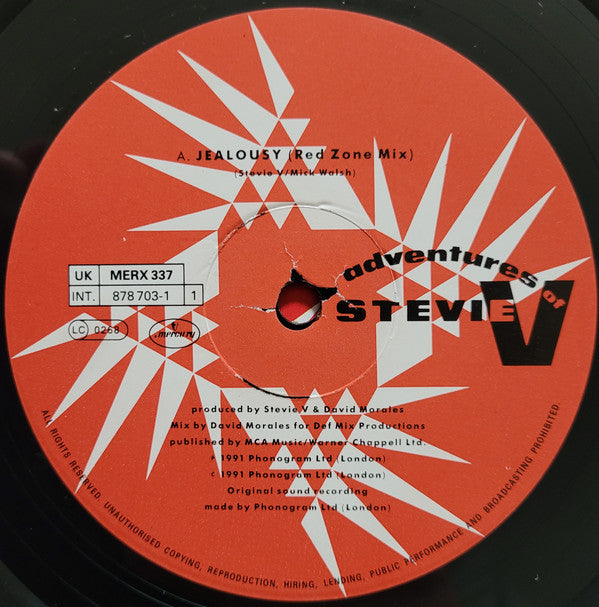 A. JEALOUSY (Red Zone Mix)
(Stevie V/Mick Walsh)
adventures of
STEVIE V
UK MERX 337
INT. 878 703-1 1
LC 0268 mercury
produced by Stevie V & David Morales
Mix by David Morales for Def Mix Productions
published by MCA Music/Warner Chappell Ltd.
℗ 1991 Phonogram Ltd (London)
© 1991 Phonogram Ltd (London)
Original sound recording
made by Phonogram Ltd (London)
ALL RIGHTS RESERVED. UNAUTHORISED COPYING, REPRODUCTION, HIRING, LENDING, PUBLIC PERFORMANCE AND BROADCASTING PROHIBITED.